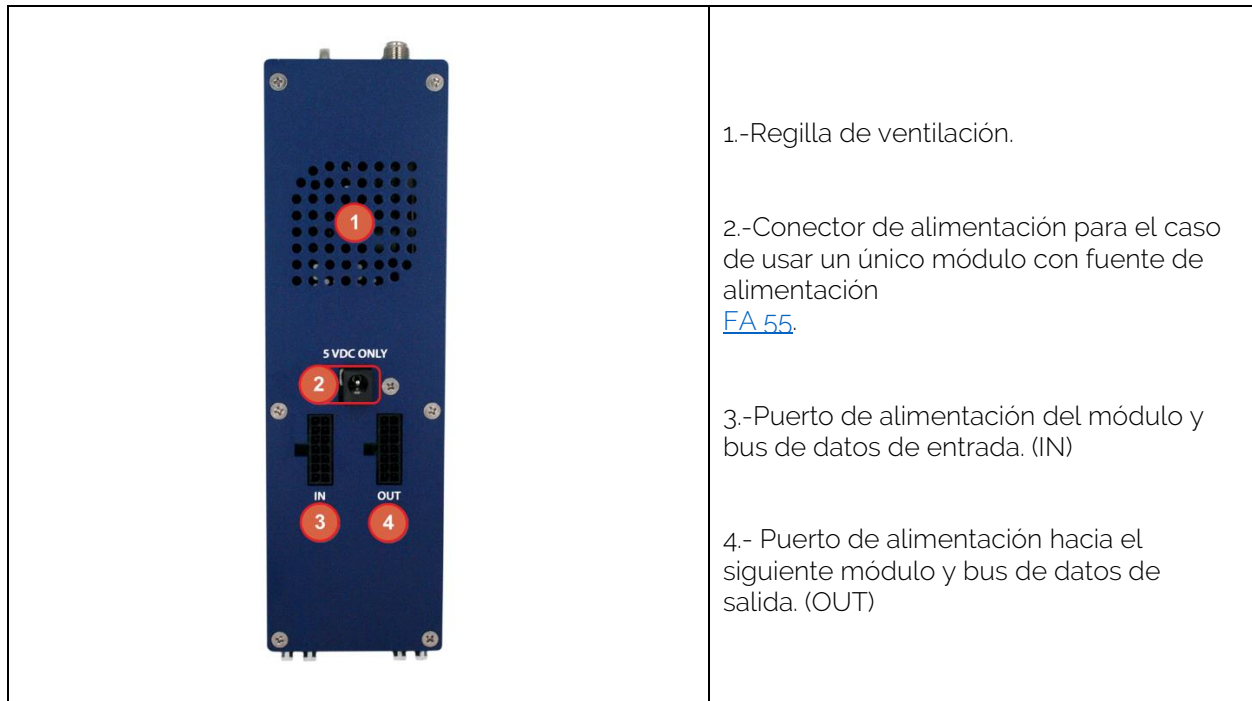 1
5 VDC ONLY
2
IN
OUT
3
4
1.-Regilla de ventilación.
2.-Conector de alimentación para el caso
de usar un único módulo con fuente de
alimentación
FA 55.
3.-Puerto de alimentación del módulo y
bus de datos de entrada. (IN)
4.- Puerto de alimentación hacia el
siguiente módulo y bus de datos de
salida. (OUT)